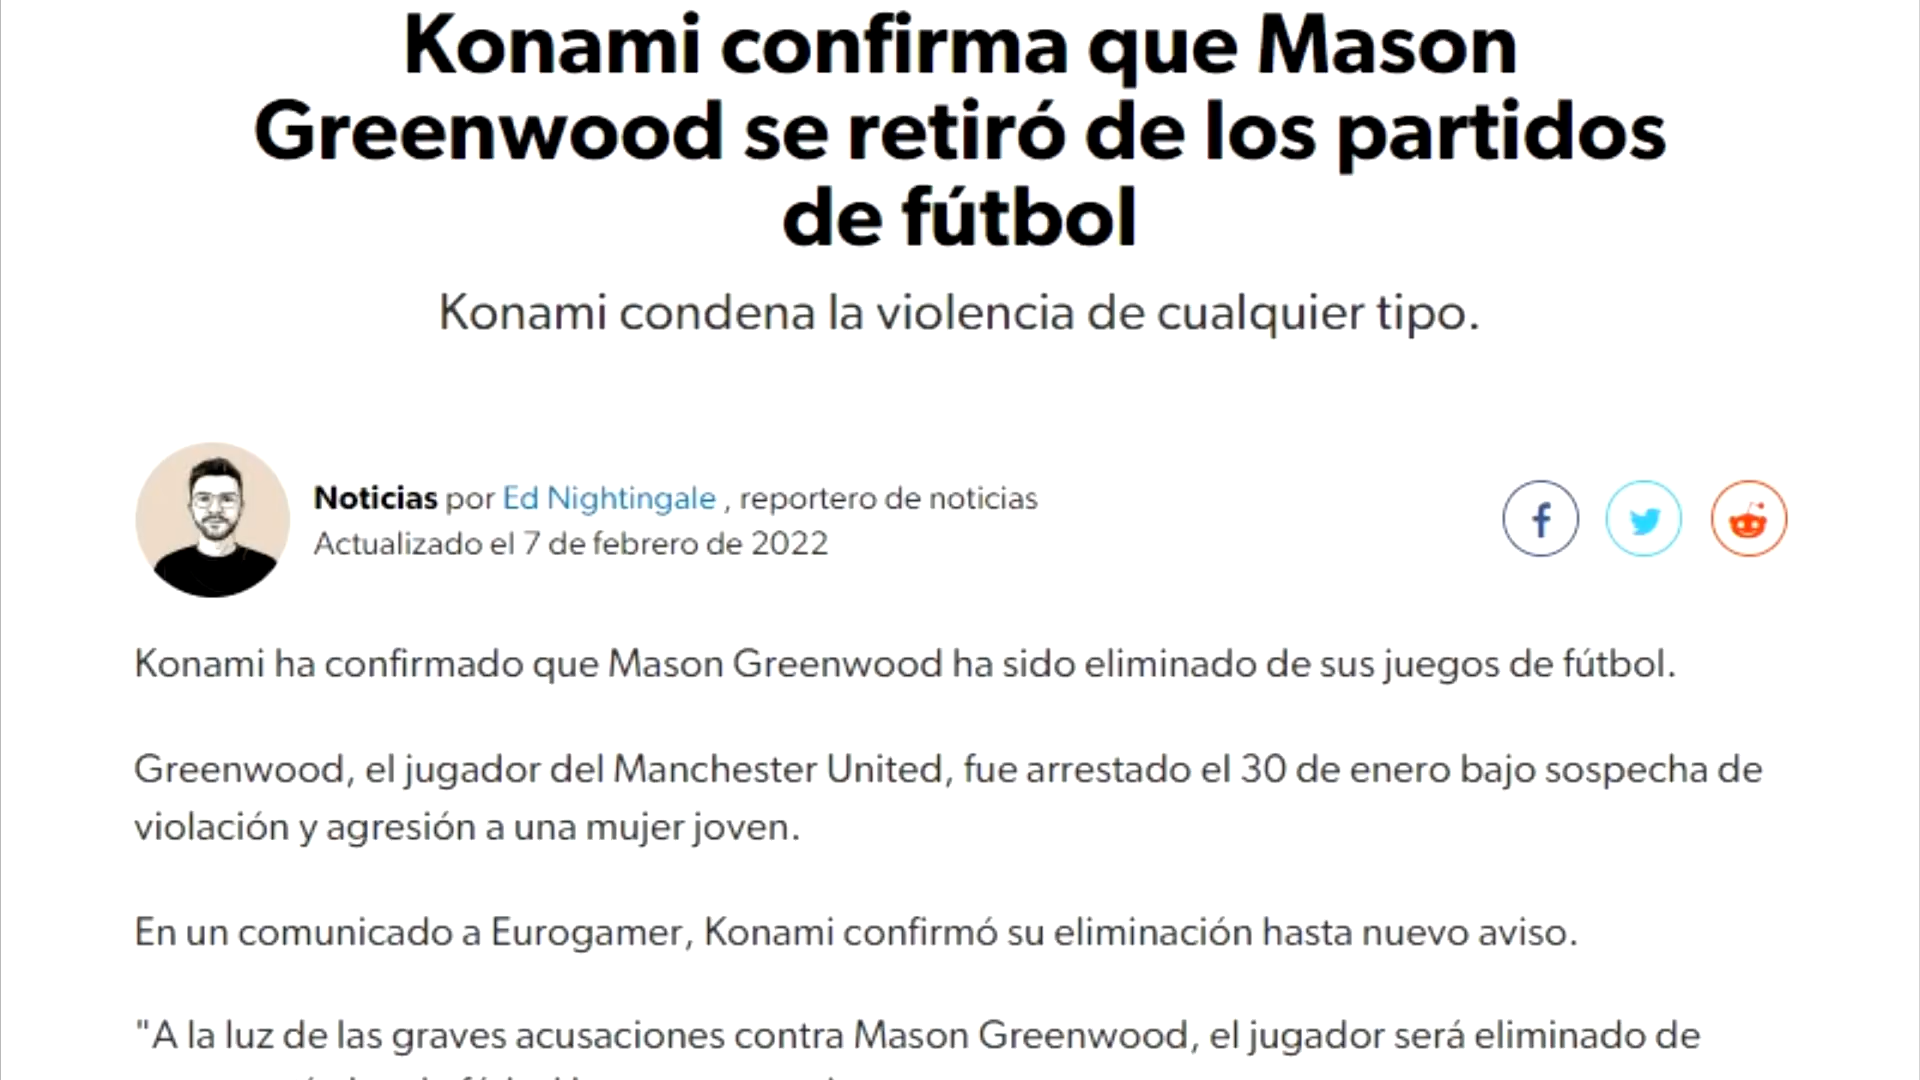 Konami confirma que Mason
Greenwood se retiró de los partidos
de fútbol
Konami condena la violencia de cualquier tipo.
Noticias por Ed Nightingale , reportero de noticias
Actualizado el 7 de febrero de 2022
Konami ha confirmado que Mason Greenwood ha sido eliminado de sus juegos de fútbol.
Greenwood, el jugador del Manchester United, fue arrestado el 30 de enero bajo sospecha de
violación y agresión a una mujer joven.
En un comunicado a Eurogamer, Konami confirmó su eliminación hasta nuevo aviso.
"A la luz de las graves acusaciones contra Mason Greenwood, el jugador será eliminado de